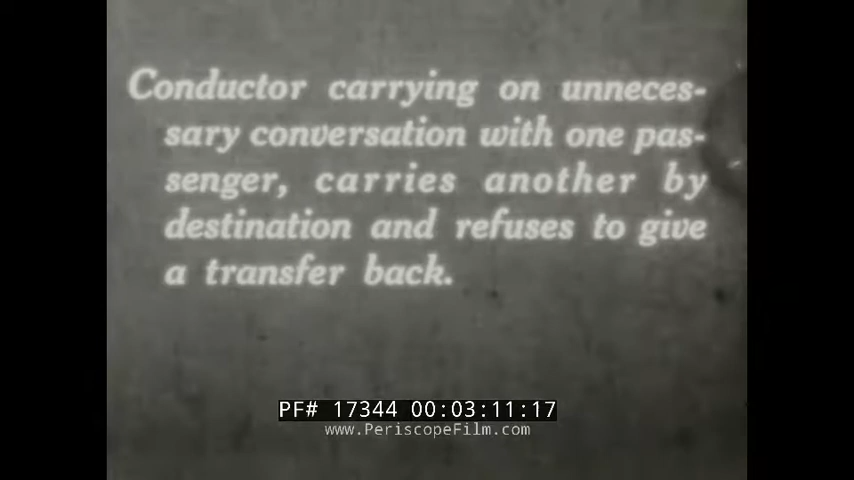 Conductor carrying on unneces-
sary conversation with one pas-
senger, carries another by
destination and refuses to give
a transfer back.
PF# 17344 00:03:11:17
www.PeriscopeFilm.com